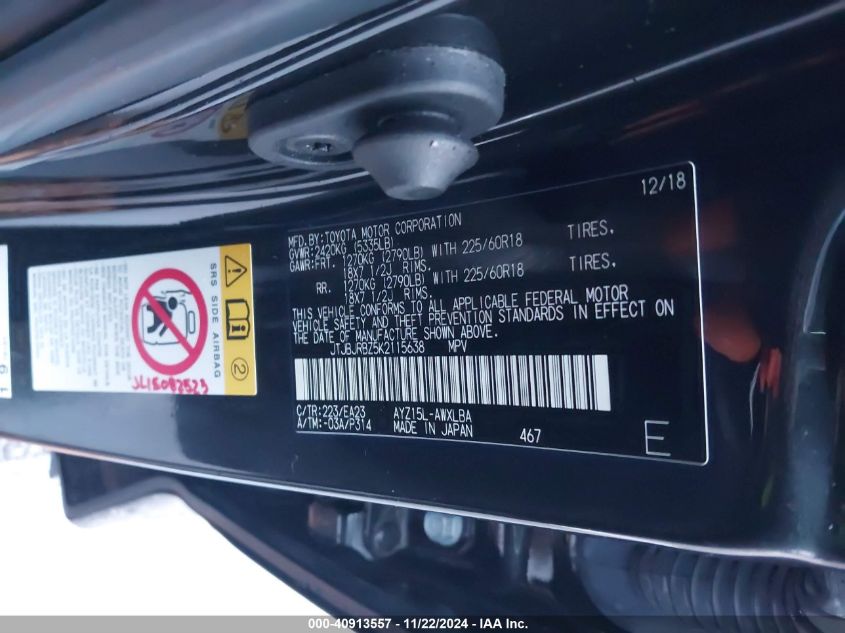 12/18
MFD.BY:TOYOTA MOTOR CORPORATION
GVWR:2420KG (5335LB)
GAWR:FRT. 1270KG (2790LB) WITH 225/60R18 TIRES.
18X7 1/2J RIMS.
RR. 1270KG (2790LB) WITH 225/60R18 TIRES.
18X7 1/2J RIMS.
THIS VEHICLE CONFORMS TO ALL APPLICABLE FEDERAL MOTOR
VEHICLE SAFETY AND THEFT PREVENTION STANDARDS IN EFFECT ON
THE DATE OF MANUFACTURE SHOWN ABOVE.
JTJBJRBZ5K2115638 MPV
C/TR:223/EA23 AYZ15L-AWXLBA
A/TM:-03A/P314 MADE IN JAPAN 467
E
SRS SIDE AIRBAG
2
JL15082523
000-40913557 - 11/22/2024 - IAA Inc.